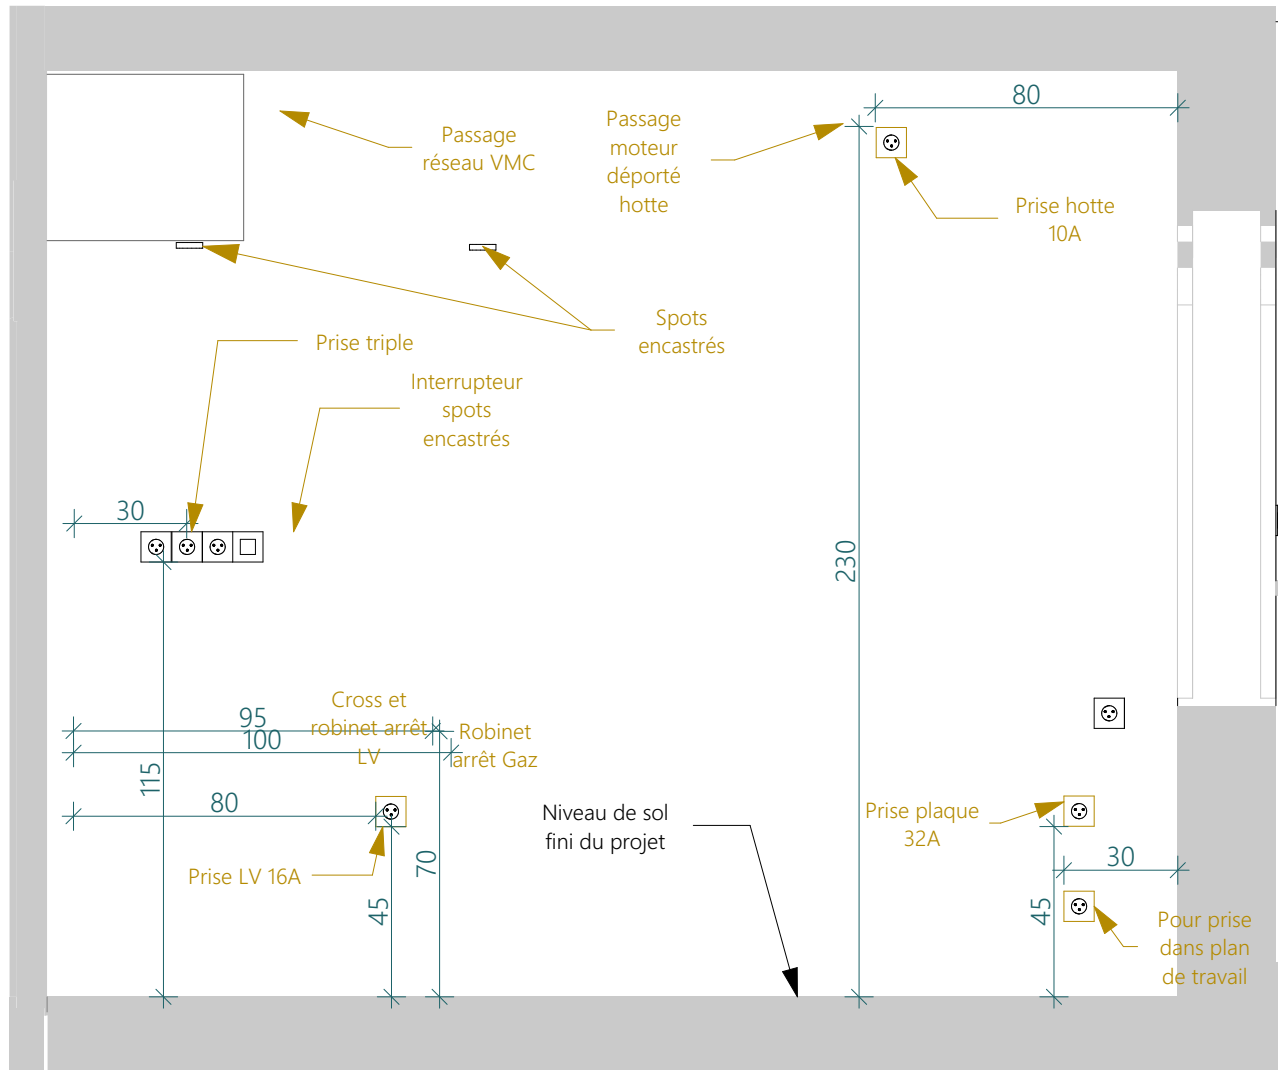 80
Passage
réseau VMC
Passage
moteur
déporté
hotte
Prise hotte
10A
Spots
encastrés
Prise triple
Interrupteur
spots
encastrés
30
230
Cross et
robinet arrêt
LV
95
100
Robinet
arrêt Gaz
115
80
Prise LV 16A
70
45
Niveau de sol
fini du projet
Prise plaque
32A
30
45
Pour prise
dans plan
de travail